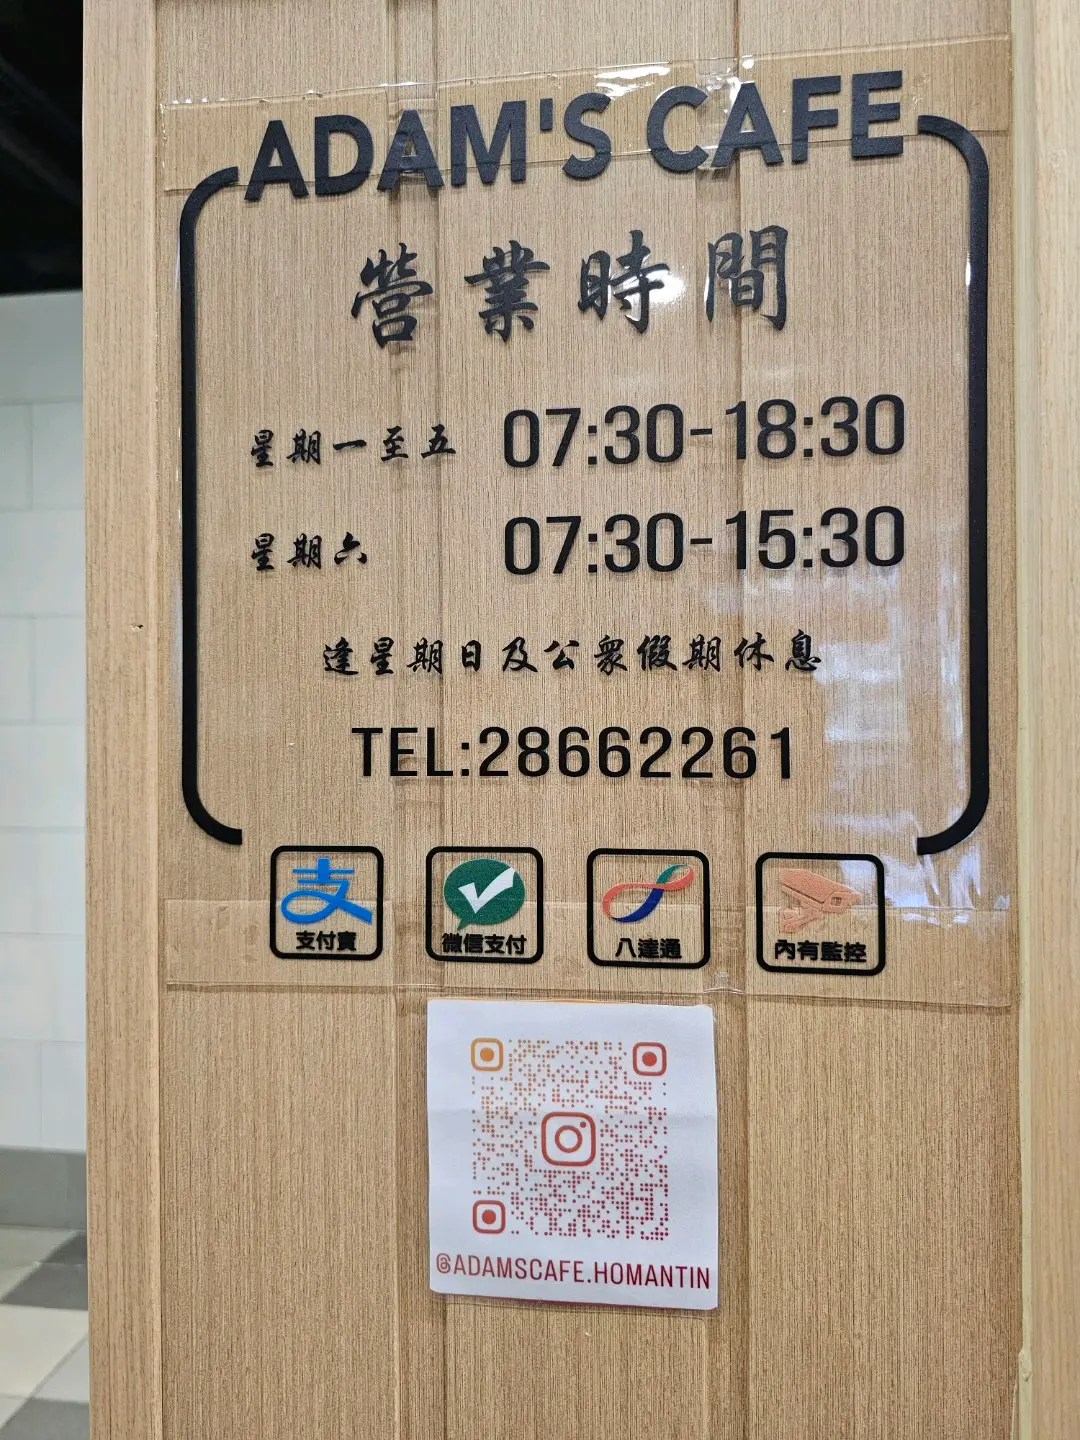 ADAM'S CAFE
營業時間
星期一至五 07:30-18:30
星期六 07:30-15:30
逢星期日及公眾假期休息
TEL:28662261
支付寶 微信支付 八達通 內有監控
@ADAMSCAFE.HOMANTIN